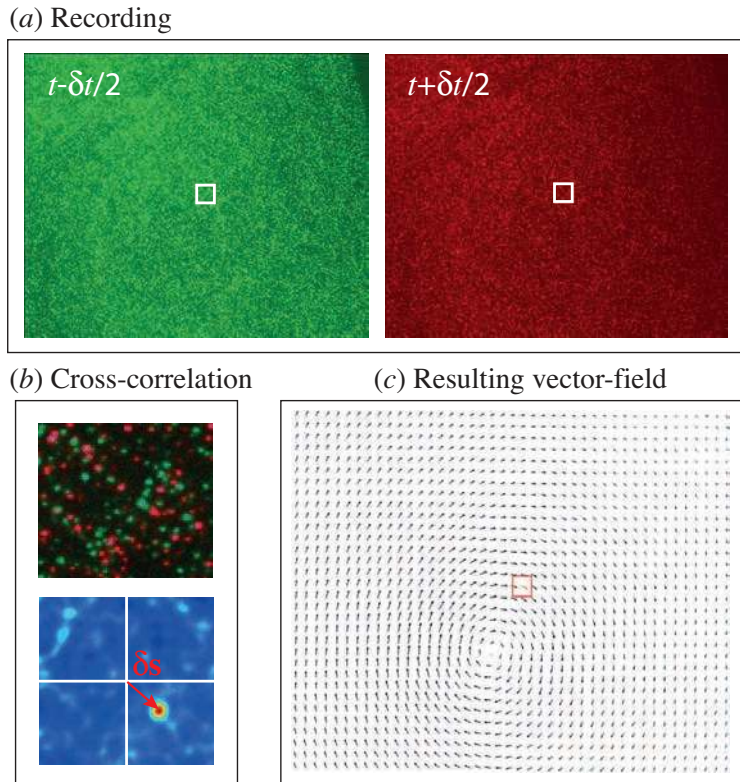 (a) Recording
t-δt/2
t+δt/2
(b) Cross-correlation
(c) Resulting vector-field
δs